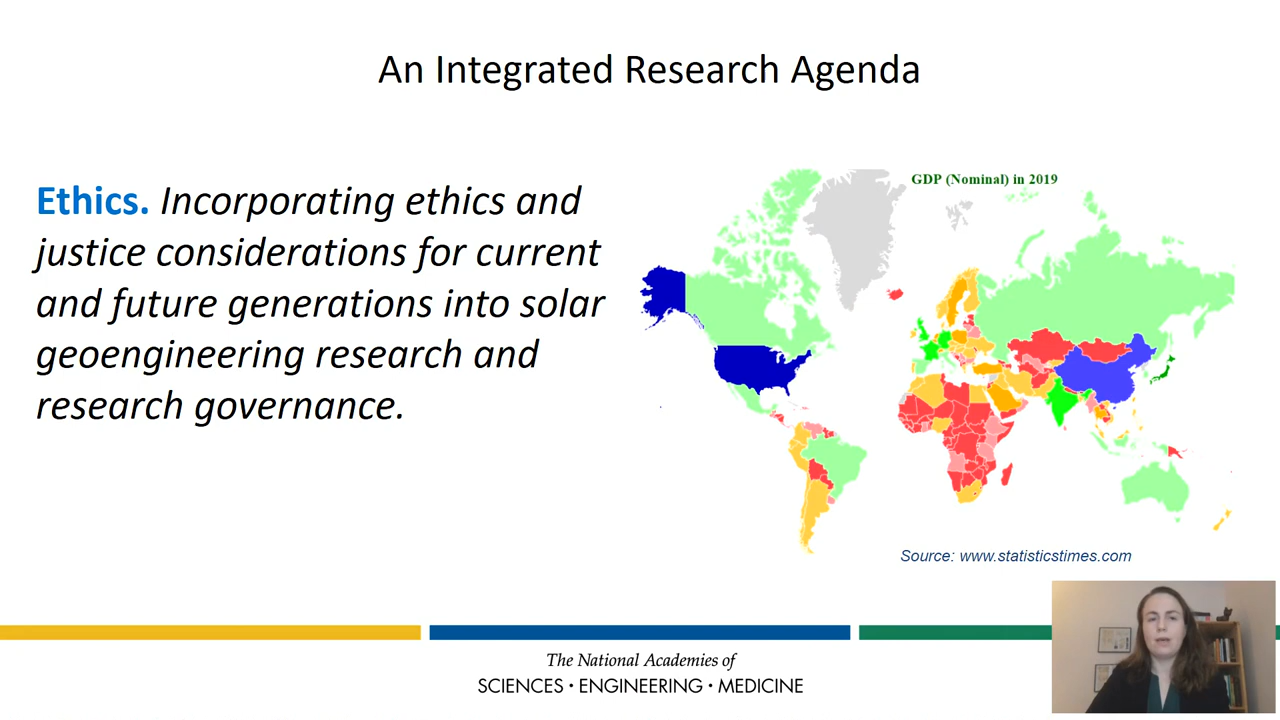 An Integrated Research Agenda
Ethics. Incorporating ethics and
justice considerations for current
and future generations into solar
geoengineering research and
research governance.
GDP (Nominal) in 2019
Source: www.statisticstimes.com
The National Academies of
SCIENCES · ENGINEERING · MEDICINE